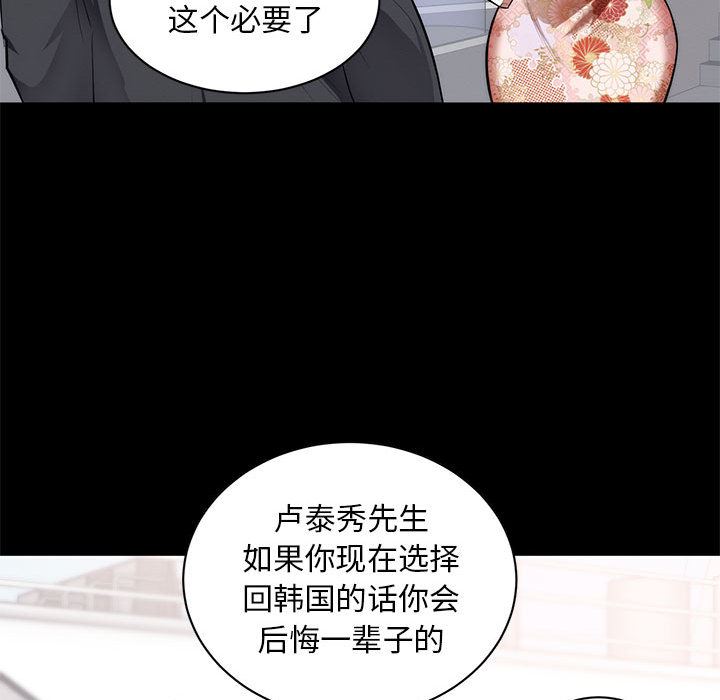 这个必要了
卢泰秀先生
如果你现在选择
回韩国的话你会
后悔一辈子的